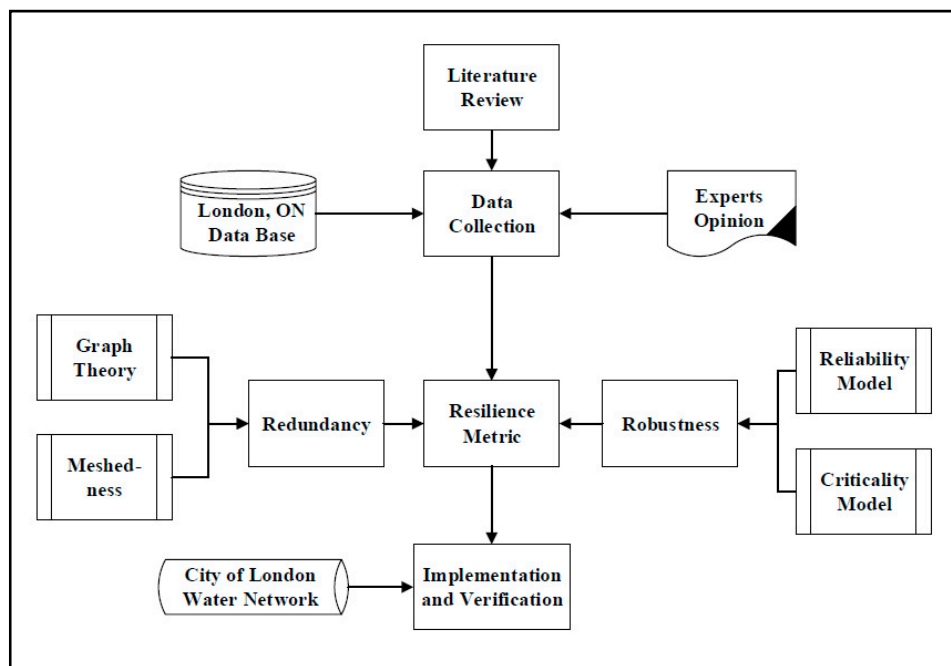 Literature
Review
London, ON
Data Base
Data
Collection
Experts
Opinion
Graph
Theory
Meshed-
ness
Redundancy
Resilience
Metric
Robustness
Reliability
Model
Criticality
Model
City of London
Water Network
Implementation
and Verification